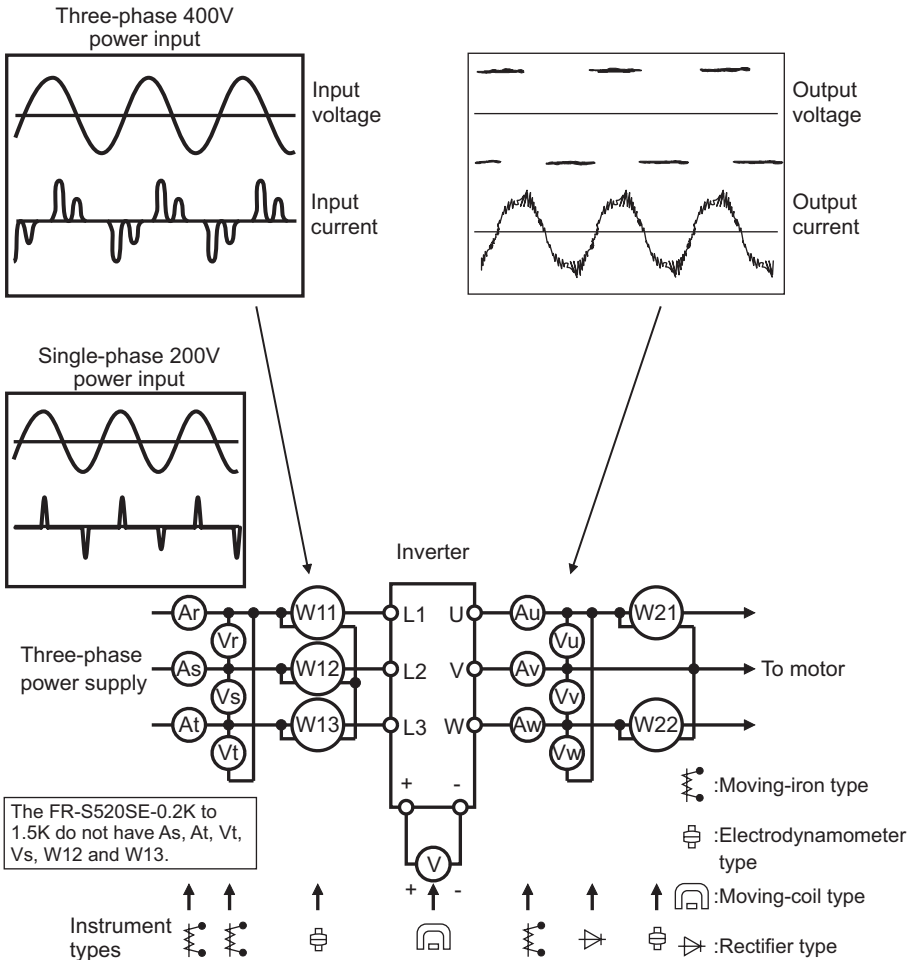 Three-phase 400V
power input
Input
voltage
Input
current
Output
voltage
Output
current
Single-phase 200V
power input
Inverter
Ar
W11
L1
U
Au
W21
Vr
Vu
Three-phase
power supply
As
W12
L2
V
Av
To motor
Vs
Vv
At
W13
L3
W
Aw
W22
Vt
Vw
+ -
:Moving-iron type
The FR-S520SE-0.2K to
1.5K do not have As, At, Vt,
Vs, W12 and W13.
:Electrodynamometer
type
V
+ -
:Moving-coil type
Instrument
types
:Rectifier type